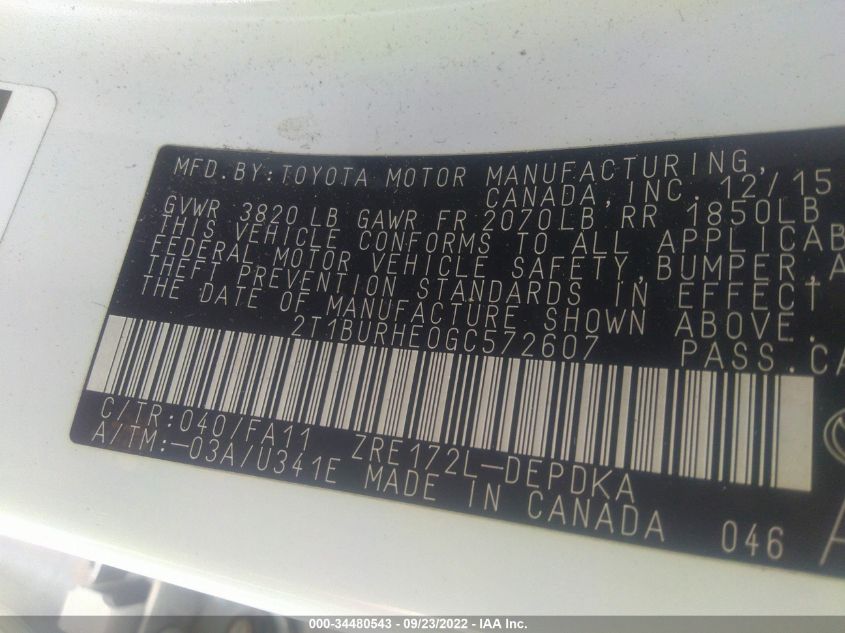 MFD. BY: TOYOTA MOTOR MANUFACTURING,
CANADA, INC. 12/15
GVWR 3820 LB GAWR FR 2070LB RR 1850LB
THIS VEHICLE CONFORMS TO ALL APPLICAB
FEDERAL MOTOR VEHICLE SAFETY, BUMPER, A
THEFT PREVENTION STANDARDS IN EFFECT
THE DATE OF MANUFACTURE SHOWN ABOVE.
2T1BURHE0GC572607 PASS.CA
C/TR:040/FA11 ZRE172L-DEPDKA
A/TM:-03A/U341E MADE IN CANADA 046
000-34480543 - 09/23/2022 - IAA Inc.